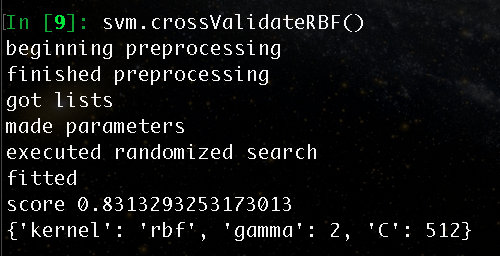 In [9]: svm.crossValidateRBF()
beginning preprocessing
finished preprocessing
got lists
made parameters
executed randomized search
fitted
score 0.8313293253173013
{'kernel': 'rbf', 'gamma': 2, 'C': 512}